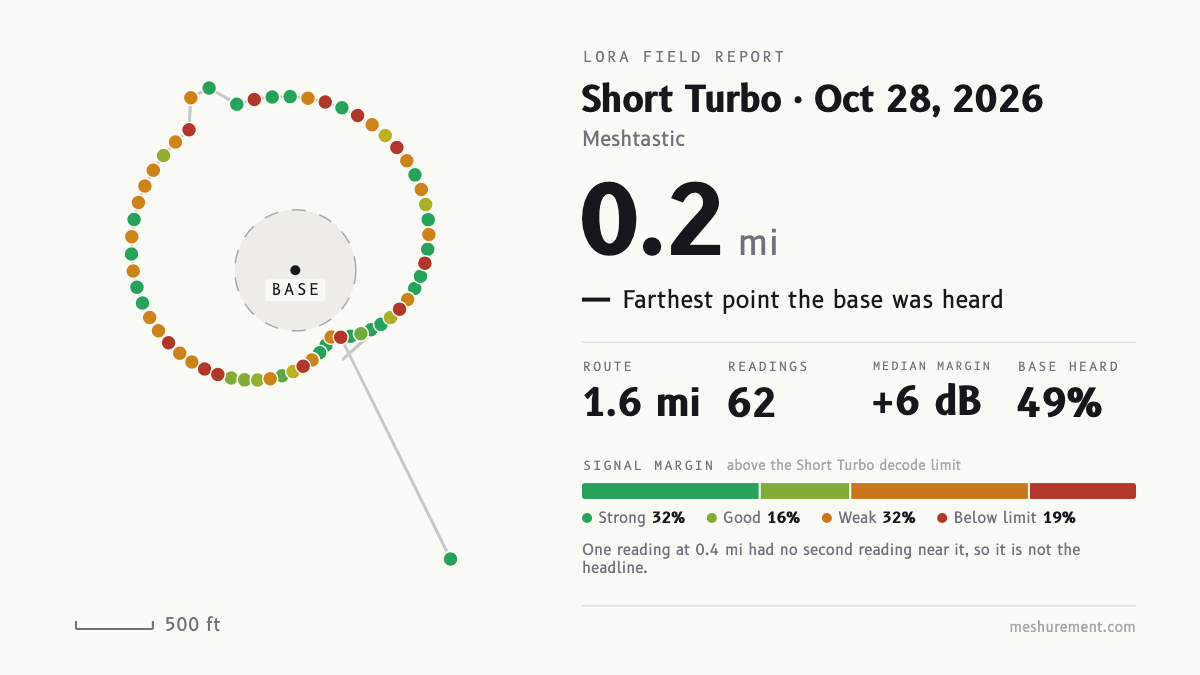 LORA FIELD REPORT
Short Turbo · Oct 28, 2026
Meshtastic
0.2 mi
Farthest point the base was heard
ROUTE READINGS MEDIAN MARGIN BASE HEARD
1.6 mi 62 +6 dB 49%
SIGNAL MARGIN above the Short Turbo decode limit
Strong 32% Good 16% Weak 32% Below limit 19%
One reading at 0.4 mi had no second reading near it, so it is not the
headline.
meshurement.com
BASE
500 ft